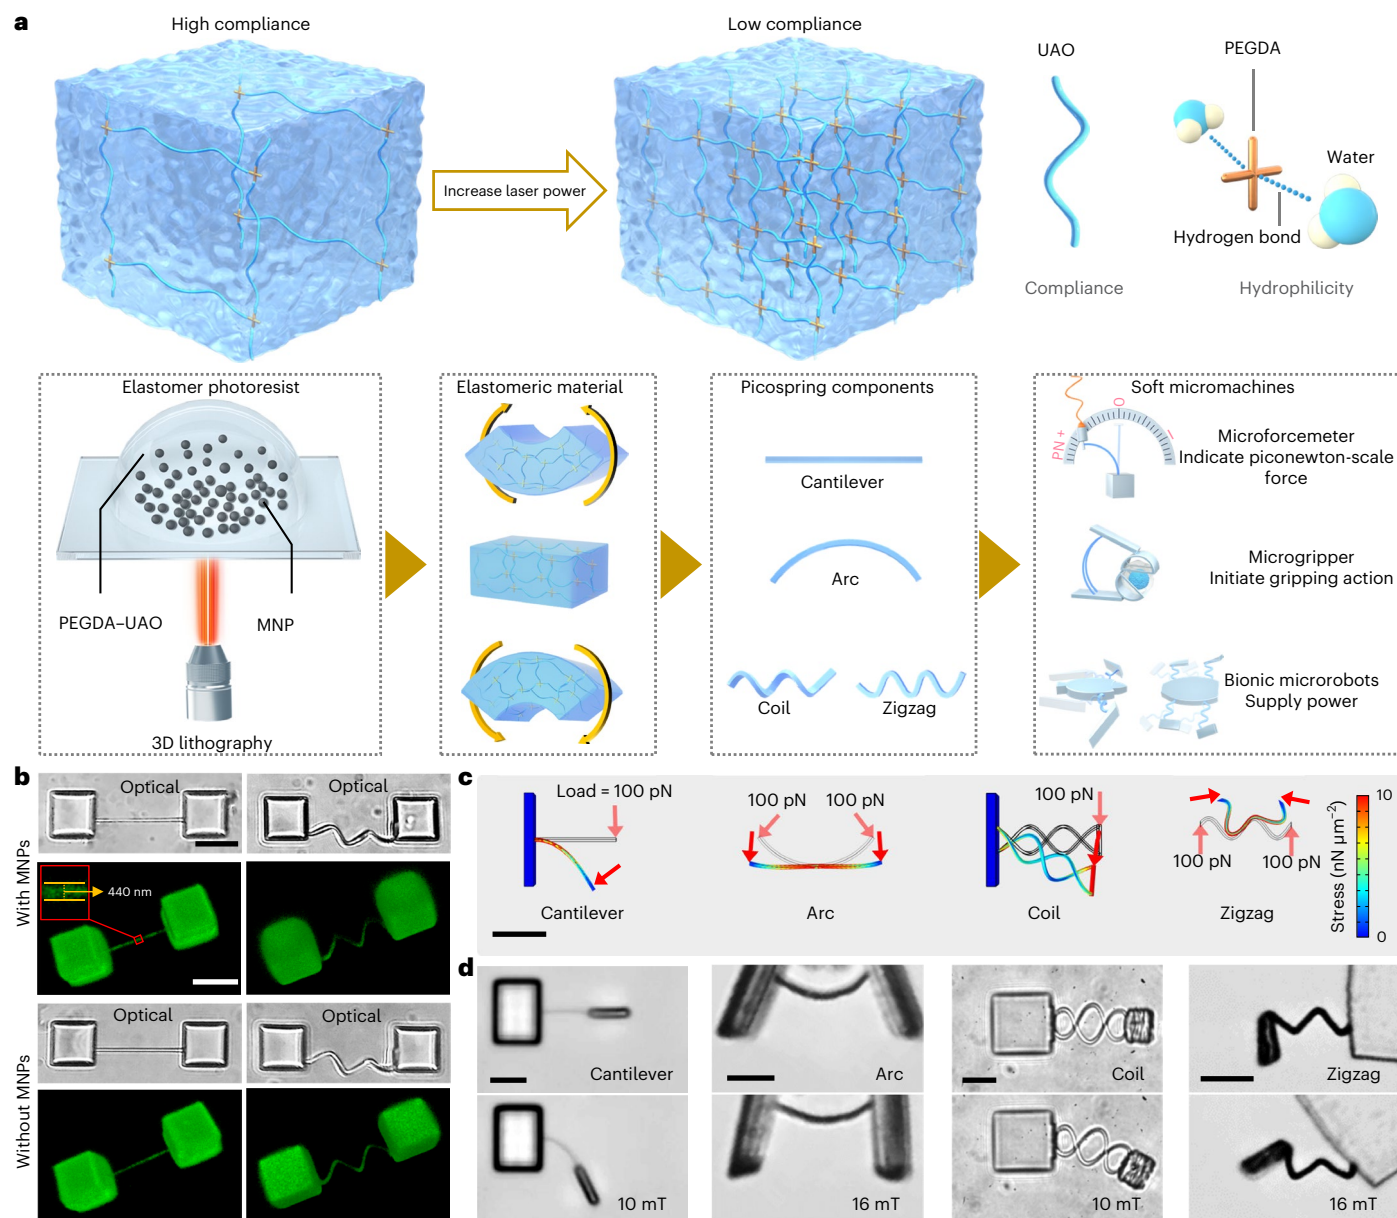 a
High compliance
Low compliance
UAO
PEGDA
Increase laser power
Water
Hydrogen bond
Compliance
Hydrophilicity
Elastomer photoresist
PEGDA–UAO
MNP
3D lithography
Elastomeric material
Picospring components
Cantilever
Arc
Coil
Zigzag
Soft micromachines
PN +
O
–
Microforcemeter
Indicate piconewton-scale
force
Microgripper
Initiate gripping action
Bionic microrobots
Supply power
b
With MNPs
Optical
Optical
440 nm
Without MNPs
Optical
Optical
c
Load = 100 pN
Cantilever
100 pN
100 pN
Arc
100 pN
Coil
100 pN
100 pN
Zigzag
Stress (nN µm⁻²)
10
0
d
Cantilever
Arc
Coil
Zigzag
10 mT
16 mT
10 mT
16 mT